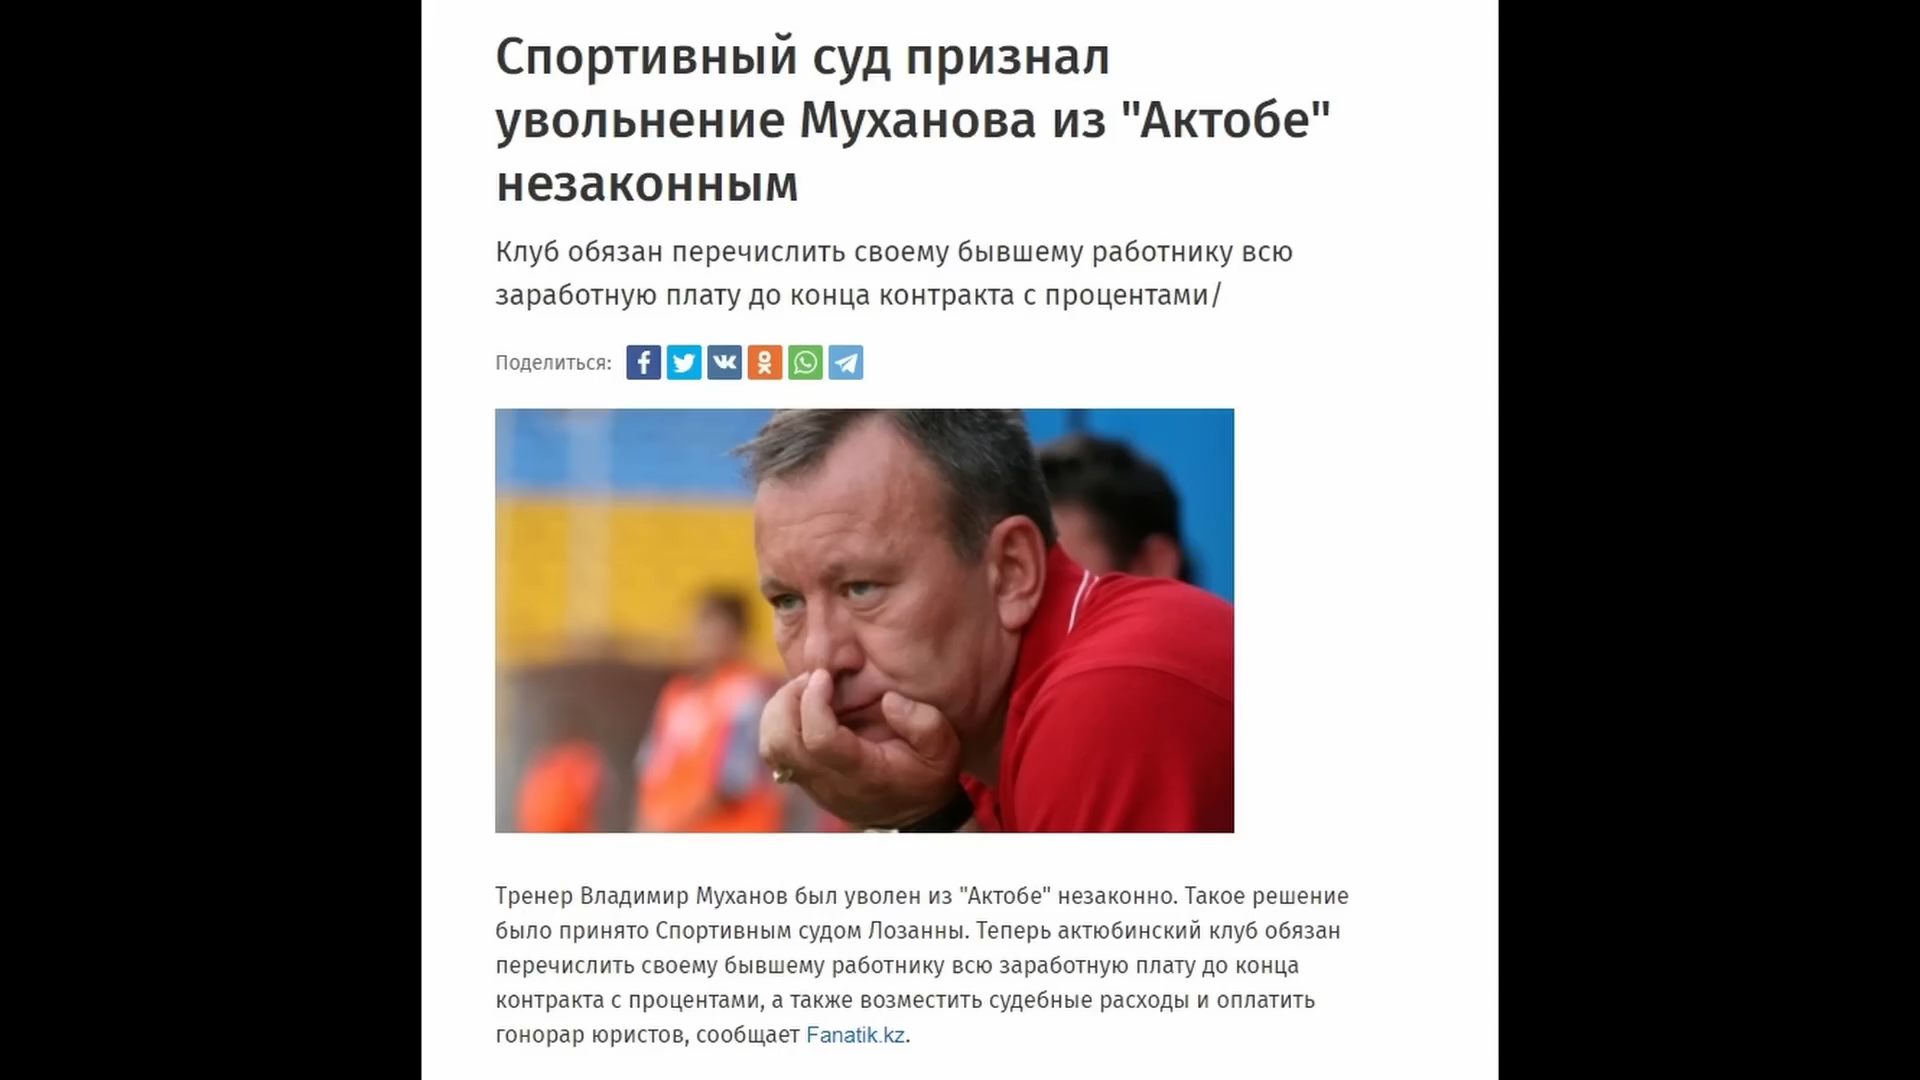 Спортивный суд признал
увольнение Муханова из "Актобе"
незаконным
Клуб обязан перечислить своему бывшему работнику всю
заработную плату до конца контракта с процентами/
Поделиться:
Тренер Владимир Муханов был уволен из "Актобе" незаконно. Такое решение
было принято Спортивным судом Лозанны. Теперь актюбинский клуб обязан
перечислить своему бывшему работнику всю заработную плату до конца
контракта с процентами, а также возместить судебные расходы и оплатить
гонорар юристов, сообщает Fanatik.kz.